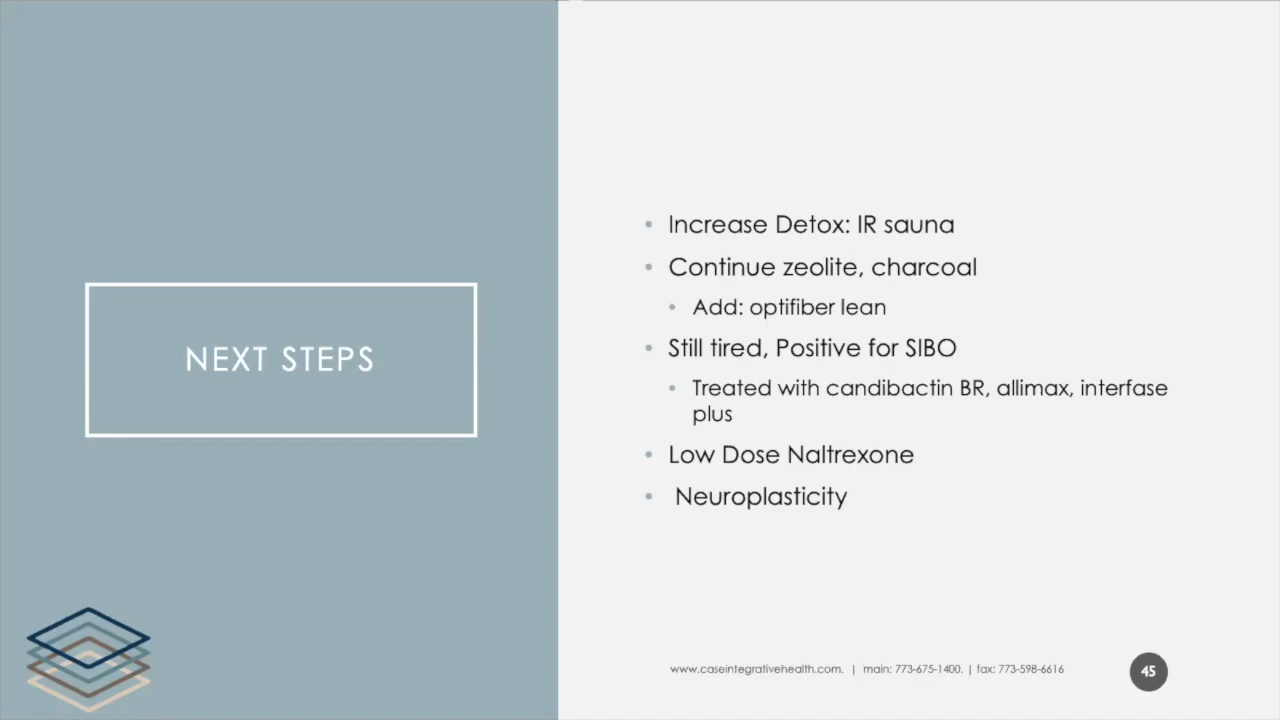 NEXT STEPS
Increase Detox: IR sauna
Continue zeolite, charcoal
Add: optifiber lean
Still tired, Positive for SIBO
Treated with candibactin BR, allimax, interfase
plus
Low Dose Naltrexone
Neuroplasticity
www.caseintegrativehealth.com. | main: 773-675-1400. | fax: 773-598-6616
45